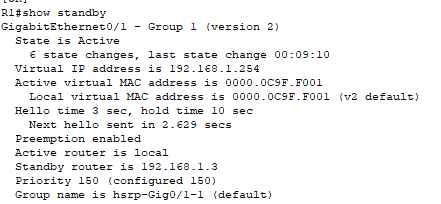 R1#show standby
GigabitEthernet0/1 - Group 1 (version 2)
State is Active
6 state changes, last state change 00:09:10
Virtual IP address is 192.168.1.254
Active virtual MAC address is 0000.0C9F.F001
Local virtual MAC address is 0000.0C9F.F001 (v2 default)
Hello time 3 sec, hold time 10 sec
Next hello sent in 2.629 secs
Preemption enabled
Active router is local
Standby router is 192.168.1.3
Priority 150 (configured 150)
Group name is hsrp-Gig0/1-1 (default)